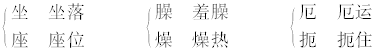 坐 坐落 臊 羞臊 厄 厄运
座 座位 燥 燥热 扼 扼住